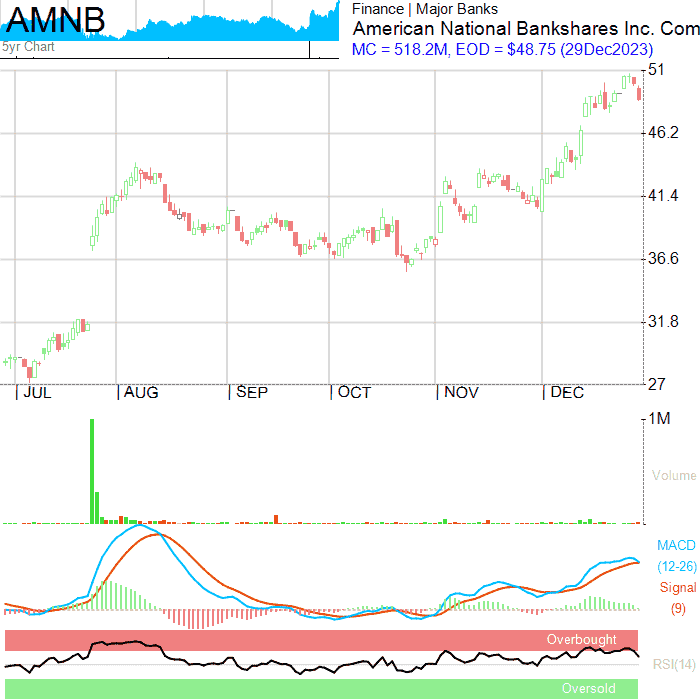 AMNB
5yr Chart
Finance | Major Banks
American National Bankshares Inc. Com
MC = 518.2M, EOD = $48.75 (29Dec2023)
51
46.2
41.4
36.6
31.8
27
JUL AUG SEP OCT NOV DEC
1M
Volume
MACD
(12-26)
Signal
(9)
Overbought
RSI(14)
Oversold